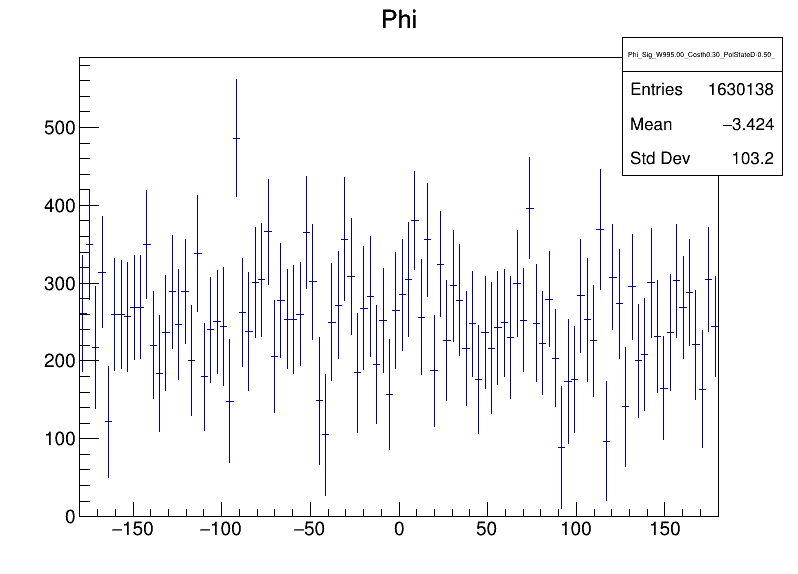 Phi
Phi_Sig_W995.00_Costh0.30_PolStateD-0.50_
Entries 1630138
Mean −3.424
Std Dev 103.2
500
400
300
200
100
0
−150 −100 −50 0 50 100 150